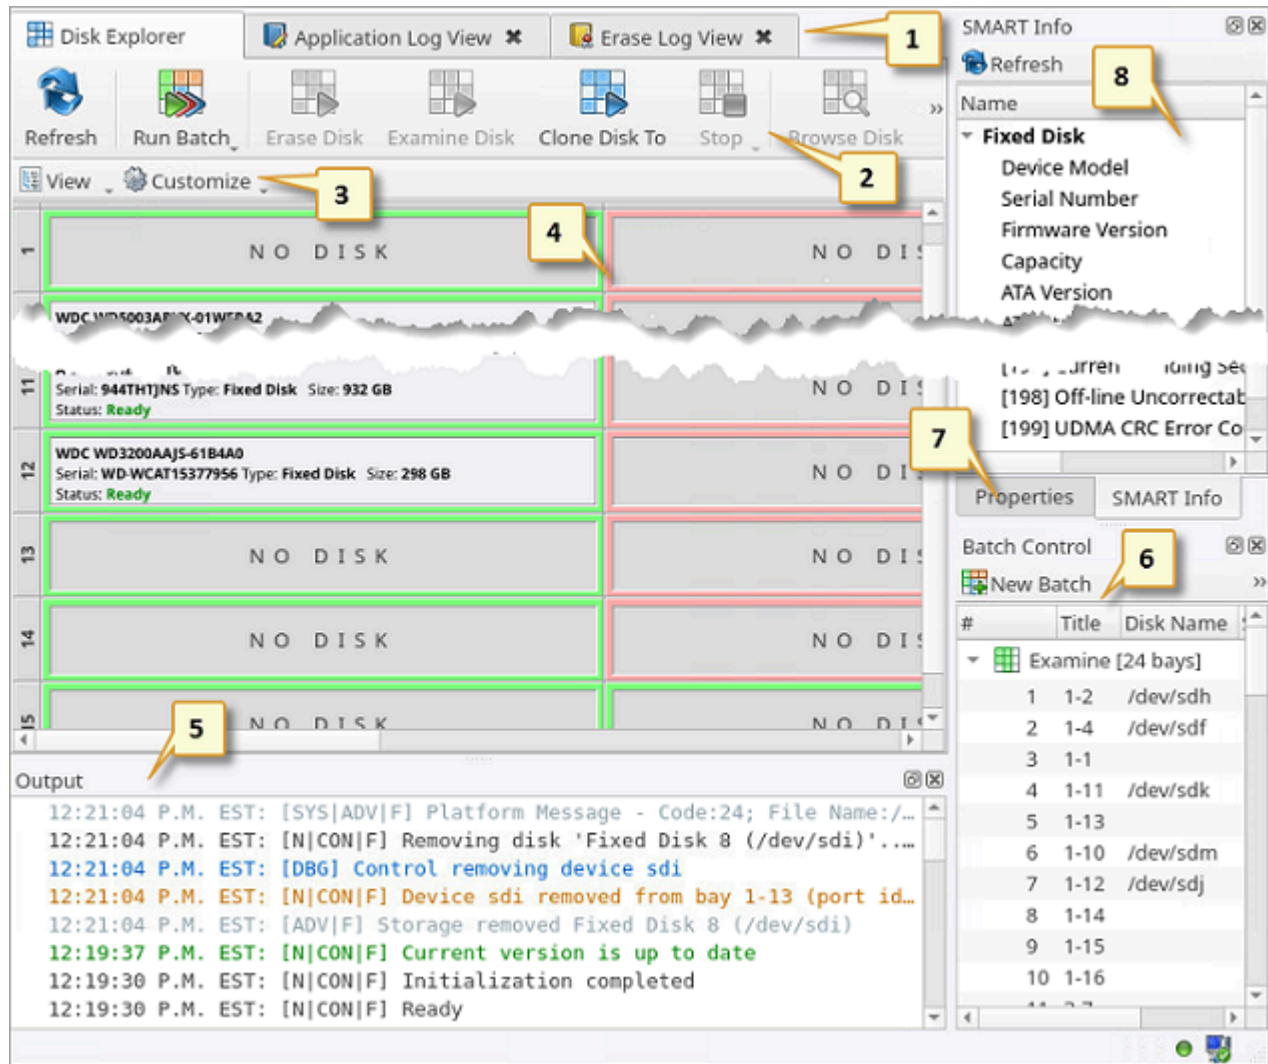 Disk Explorer
Application Log View
Erase Log View
1
Refresh
Run Batch
Erase Disk
Examine Disk
Clone Disk To
Stop
Browse Disk
2
View
Customize
3
4
1
NO DISK
NO DIS
WDC
11
Serial: 944TH1JNS Type: Fixed Disk Size: 932 GB
Status: Ready
NO DIS
12
WDC WD3200AAJS-61B4A0
Serial: WD-WCAT15377956 Type: Fixed Disk Size: 298 GB
Status: Ready
NO DIS
13
NO DISK
NO DIS
14
NO DISK
NO DIS
15
NO DISK
NO DIS
5
Output
12:21:04 P.M. EST: [SYS|ADV|F] Platform Message - Code:24; File Name:/...
12:21:04 P.M. EST: [N|CON|F] Removing disk 'Fixed Disk 8 (/dev/sdi)'.....
12:21:04 P.M. EST: [DBG] Control removing device sdi
12:21:04 P.M. EST: [N|CON|F] Device sdi removed from bay 1-13 (port id...
12:21:04 P.M. EST: [ADV|F] Storage removed Fixed Disk 8 (/dev/sdi)
12:19:37 P.M. EST: [N|CON|F] Current version is up to date
12:19:30 P.M. EST: [N|CON|F] Initialization completed
12:19:30 P.M. EST: [N|CON|F] Ready
SMART Info
Refresh
8
Name
Fixed Disk
Device Model
Serial Number
Firmware Version
Capacity
ATA Version
[198] Off-line Uncorrectab
[199] UDMA CRC Error Co
7
Properties
SMART Info
Batch Control
6
New Batch
# Title Disk Name
Examine [24 bays]
1 1-2 /dev/sdh
2 1-4 /dev/sdf
3 1-1
4 1-11 /dev/sdk
5 1-13
6 1-10 /dev/sdm
7 1-12 /dev/sdj
8 1-14
9 1-15
10 1-16